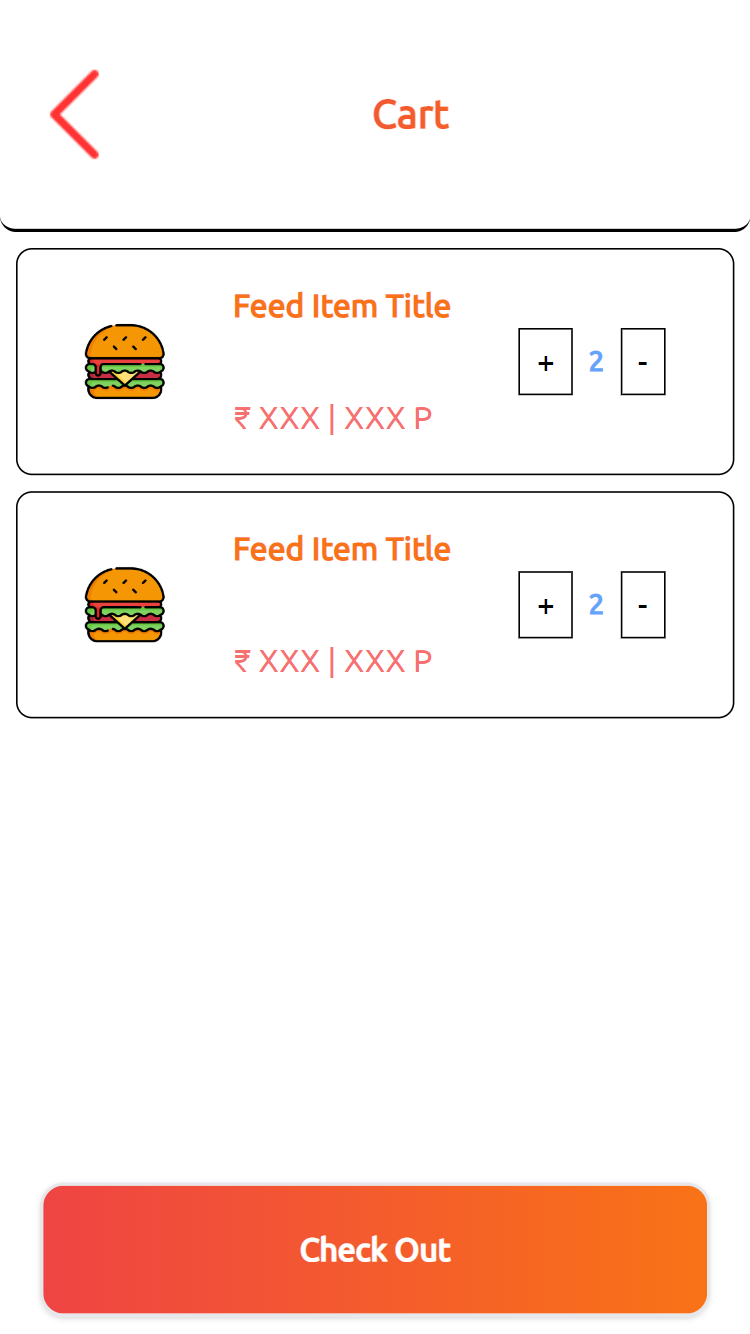 Cart
Feed Item Title
+ 2 -
₹ XXX | XXX P
Feed Item Title
+ 2 -
₹ XXX | XXX P
Check Out